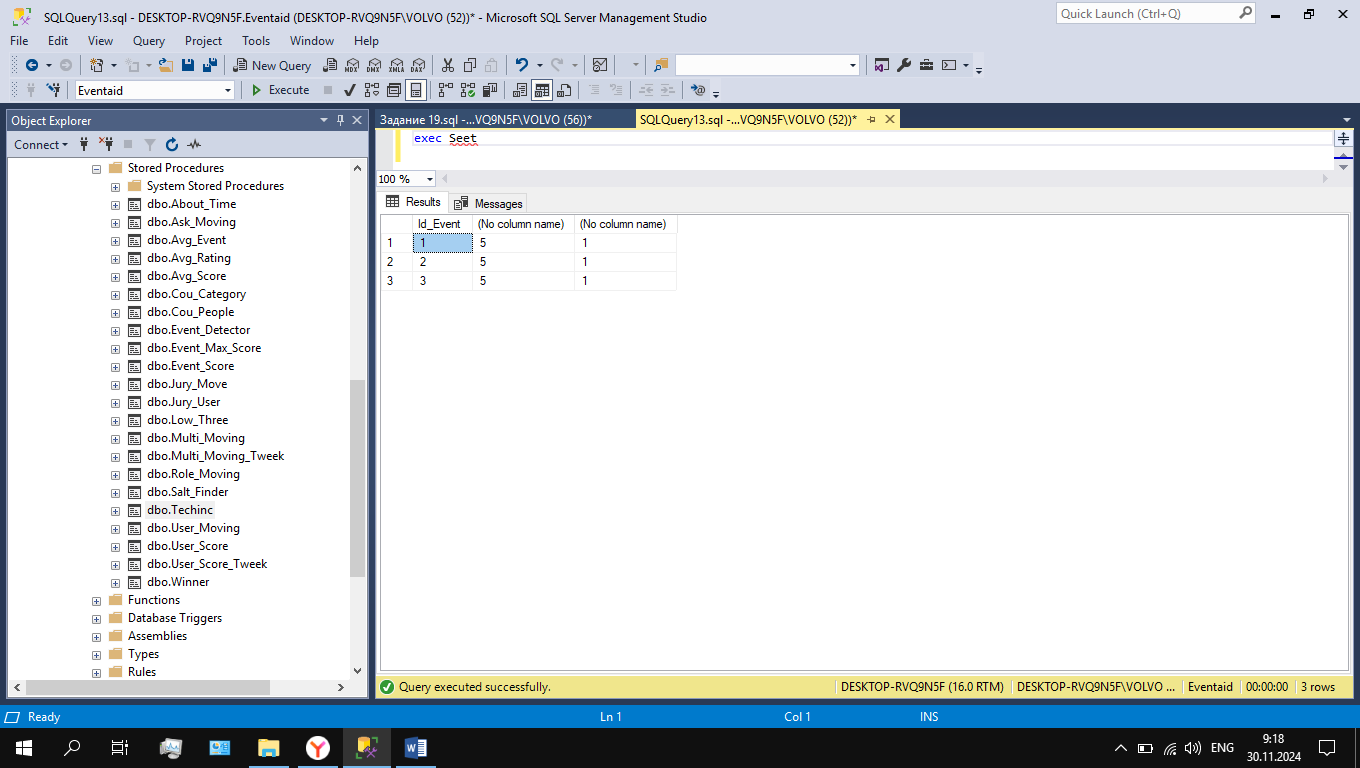 SQLQuery13.sql - DESKTOP-RVQ9N5F.Eventaid (DESKTOP-RVQ9N5F\VOLVO (52))* - Microsoft SQL Server Management Studio
Quick Launch (Ctrl+Q)
File Edit View Query Project Tools Window Help
New Query
MDX DMX XMLA DAX
Eventaid
Execute
Object Explorer
Connect
Stored Procedures
System Stored Procedures
dbo.About_Time
dbo.Ask_Moving
dbo.Avg_Event
dbo.Avg_Rating
dbo.Avg_Score
dbo.Cou_Category
dbo.Cou_People
dbo.Event_Detector
dbo.Event_Max_Score
dbo.Event_Score
dbo.Jury_Move
dbo.Jury_User
dbo.Low_Three
dbo.Multi_Moving
dbo.Multi_Moving_Tweek
dbo.Role_Moving
dbo.Salt_Finder
dbo.Techinc
dbo.User_Moving
dbo.User_Score
dbo.User_Score_Tweek
dbo.Winner
Functions
Database Triggers
Assemblies
Types
Rules
Задание 19.sql -...VQ9N5F\VOLVO (56))*
SQLQuery13.sql -...VQ9N5F\VOLVO (52))*
exec Seet
100 %
Results Messages
Id_Event (No column name) (No column name)
1 1 5 1
2 2 5 1
3 3 5 1
Query executed successfully.
DESKTOP-RVQ9N5F (16.0 RTM) DESKTOP-RVQ9N5F\VOLVO ... Eventaid 00:00:00 3 rows
Ready Ln 1 Col 1 INS
ENG
9:18
30.11.2024